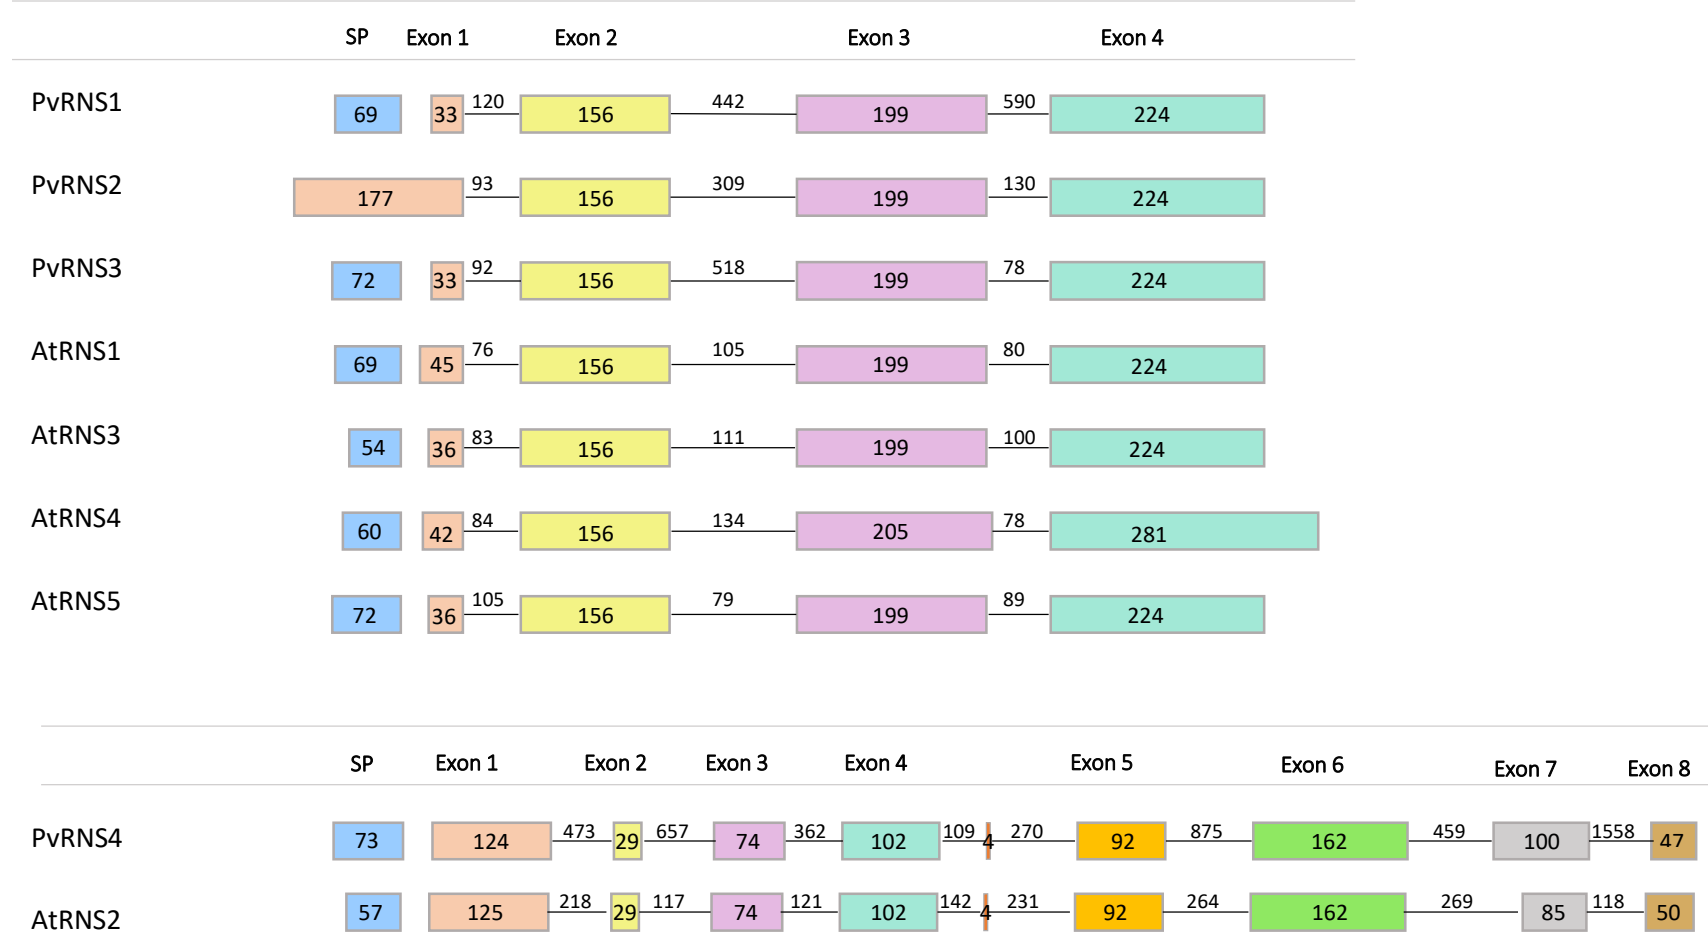 SP Exon 1 Exon 2 Exon 3 Exon 4
PvRNS1 69 33 120 156 442 199 590 224
PvRNS2 177 93 156 309 199 130 224
PvRNS3 72 33 92 156 518 199 78 224
AtRNS1 69 45 76 156 105 199 80 224
AtRNS3 54 36 83 156 111 199 100 224
AtRNS4 60 42 84 156 134 205 78 281
AtRNS5 72 36 105 156 79 199 89 224
SP Exon 1 Exon 2 Exon 3 Exon 4 Exon 5 Exon 6 Exon 7 Exon 8
PvRNS4 73 124 473 29 657 74 362 102 109 4 270 92 875 162 459 100 1558 47
AtRNS2 57 125 218 29 117 74 121 102 142 4 231 92 264 162 269 85 118 50